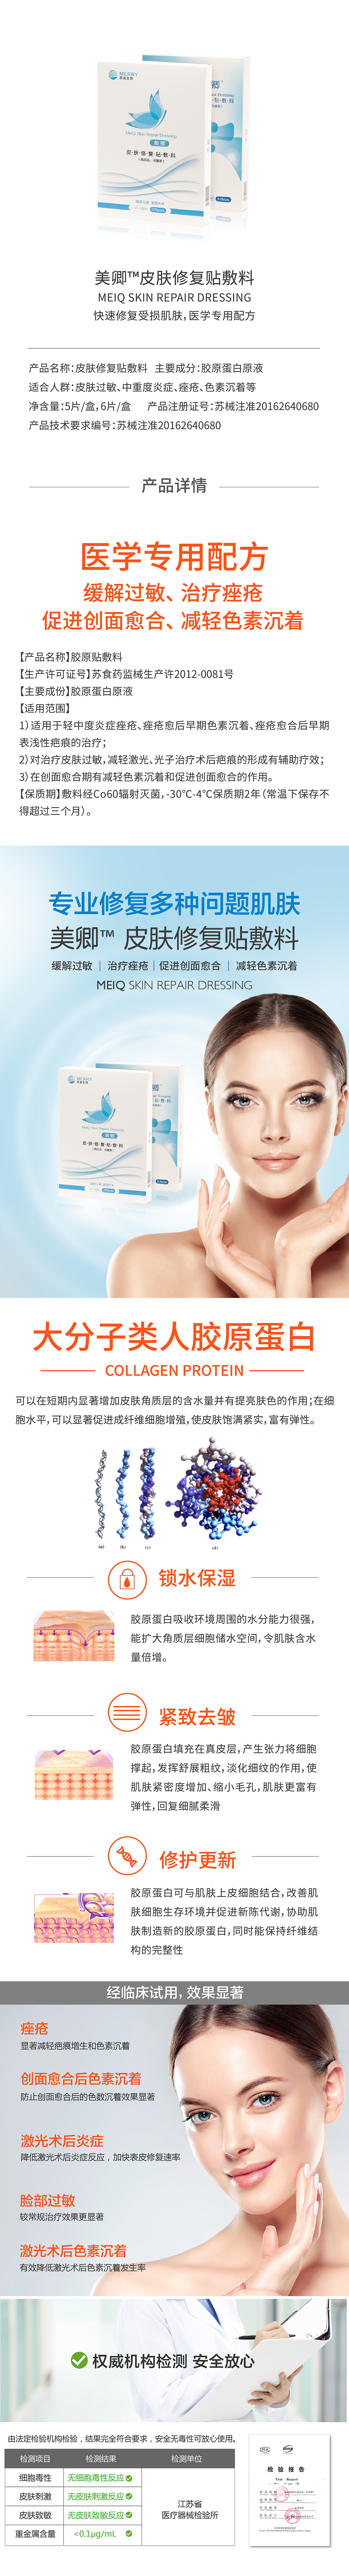 MERRY
MeiQ Skin Repair Dressing
美卿
皮·肤·修·复·贴·敷·料
美卿™皮肤修复贴敷料
MEIQ SKIN REPAIR DRESSING
快速修复受损肌肤,医学专用配方
产品名称:皮肤修复贴敷料 主要成分:胶原蛋白原液
适合人群:皮肤过敏、中重度炎症、痤疮、色素沉着等
净含量:5片/盒,6片/盒 产品注册证号:苏械注准20162640680
产品技术要求编号:苏械注准20162640680
产品详情
医学专用配方
缓解过敏、治疗痤疮
促进创面愈合、减轻色素沉着
【产品名称】胶原贴敷料
【生产许可证号】苏食药监械生产许2012-0081号
【主要成份】胶原蛋白原液
【适用范围】
1)适用于轻中度炎症痤疮、痤疮愈后早期色素沉着、痤疮愈合后早期
表浅性疤痕的治疗;
2)对治疗皮肤过敏,减轻激光、光子治疗术后疤痕的形成有辅助疗效;
3)在创面愈合期有减轻色素沉着和促进创面愈合的作用。
【保质期】敷料经Co60辐射灭菌,-30°C-4°C保质期2年(常温下保存不
得超过三个月)。
专业修复多种问题肌肤
美卿™ 皮肤修复贴敷料
缓解过敏 | 治疗痤疮 | 促进创面愈合 | 减轻色素沉着
MEIQ SKIN REPAIR DRESSING
MERRY
MeiQ Skin Repair Dressing
美卿
皮·肤·修·复·贴·敷·料
大分子类人胶原蛋白
COLLAGEN PROTEIN
可以在短期内显著增加皮肤角质层的含水量并有提亮肤色的作用;在细
胞水平,可以显著促进成纤维细胞增殖,使皮肤饱满紧实,富有弹性。
(a) (b) (c) (d)
锁水保湿
胶原蛋白吸收环境周围的水分能力很强,
能扩大角质层细胞储水空间,令肌肤含水
量倍增。
紧致去皱
胶原蛋白填充在真皮层,产生张力将细胞
撑起,发挥舒展粗纹,淡化细纹的作用,使
肌肤紧密度增加、缩小毛孔,肌肤更富有
弹性,回复细腻柔滑
修护更新
胶原蛋白可与肌肤上皮细胞结合,改善肌
肤细胞生存环境并促进新陈代谢,协助肌
肤制造新的胶原蛋白,同时能保持纤维结
构的完整性
经临床试用,效果显著
痤疮
显著减轻疤痕增生和色素沉着
创面愈合后色素沉着
防止创面愈合后的色数沉着效果显著
激光术后炎症
降低激光术后炎症反应,加快表皮修复速率
脸部过敏
较常规治疗效果更显著
激光术后色素沉着
有效降低激光术后色素沉着发生率
权威机构检测 安全放心
由法定检验机构检验,结果完全符合要求,安全无毒性可放心使用。
检测项目 检测结果 检测单位
细胞毒性 无细胞毒性反应
皮肤刺激 无皮肤刺激反应
皮肤致敏 无皮肤致敏反应
重金属含量 <0.1μg/mL
江苏省
医疗器械检验所
检验报告
Test Report